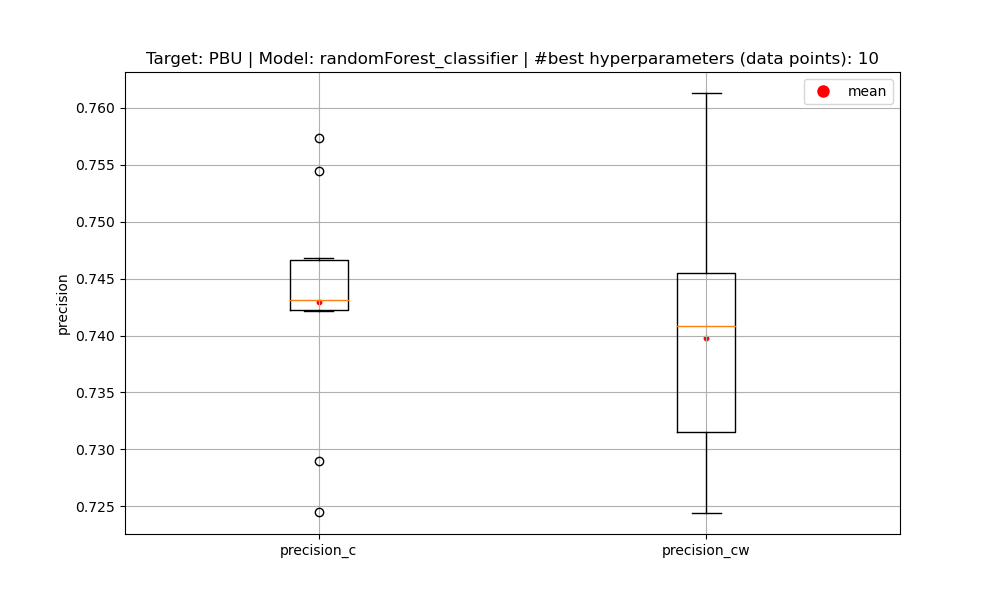 Target: PBU | Model: randomForest_classifier | #best hyperparameters (data points): 10
mean
0.760
0.755
0.750
0.745
0.740
0.735
0.730
0.725
precision
precision_c
precision_cw